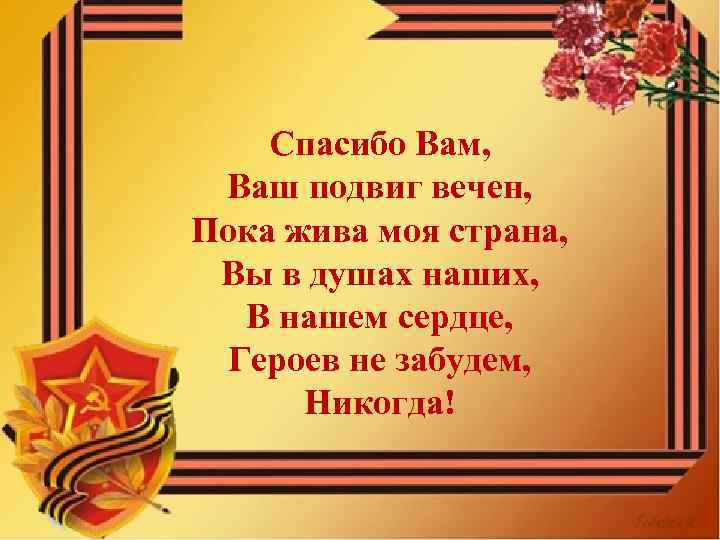 Спасибо Вам,
Ваш подвиг вечен,
Пока жива моя страна,
Вы в душах наших,
В нашем сердце,
Героев не забудем,
Никогда!